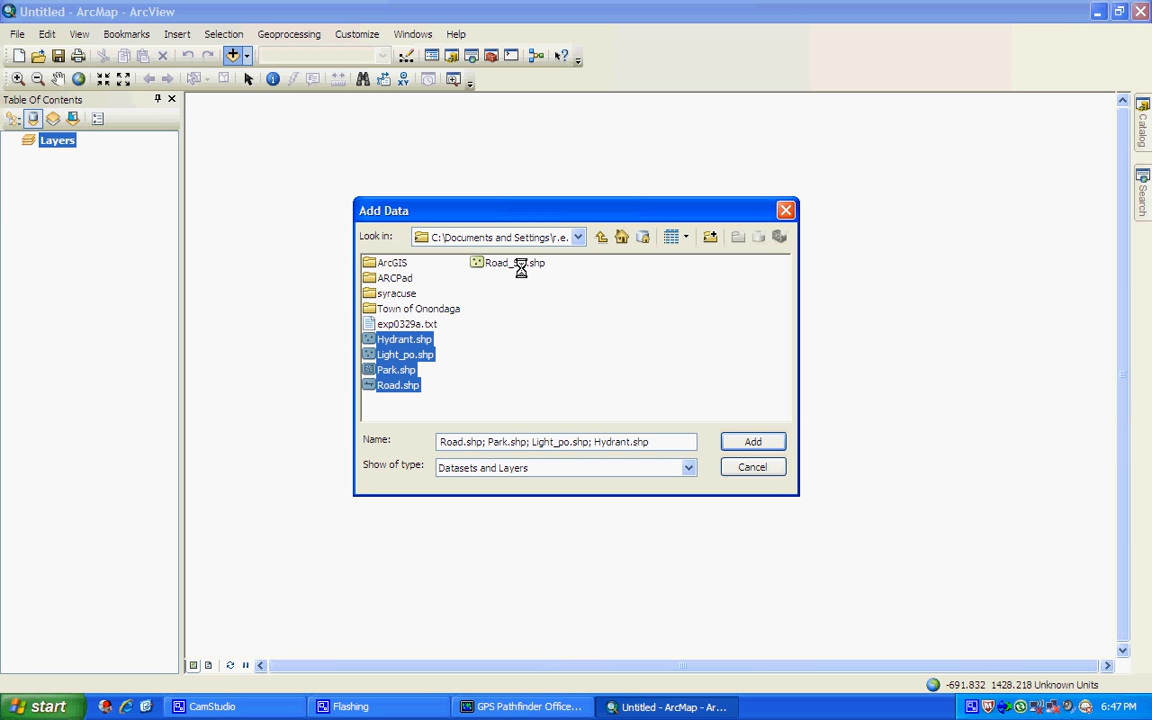 Untitled - ArcMap - ArcView
File Edit View Bookmarks Insert Selection Geoprocessing Customize Windows Help
Table Of Contents
Layers
Catalog
Search
Add Data
Look in: C:\Documents and Settings\r.e.
ArcGIS
ARCPad
syracuse
Town of Onondaga
exp0329a.txt
Hydrant.shp
Light_po.shp
Park.shp
Road.shp
Name: Road.shp; Park.shp; Light_po.shp; Hydrant.shp
Add
Show of type: Datasets and Layers
Cancel
-691.832 1428.218 Unknown Units
start CamStudio Flashing GPS Pathfinder Office... Untitled - ArcMap - Ar... 6:47 PM